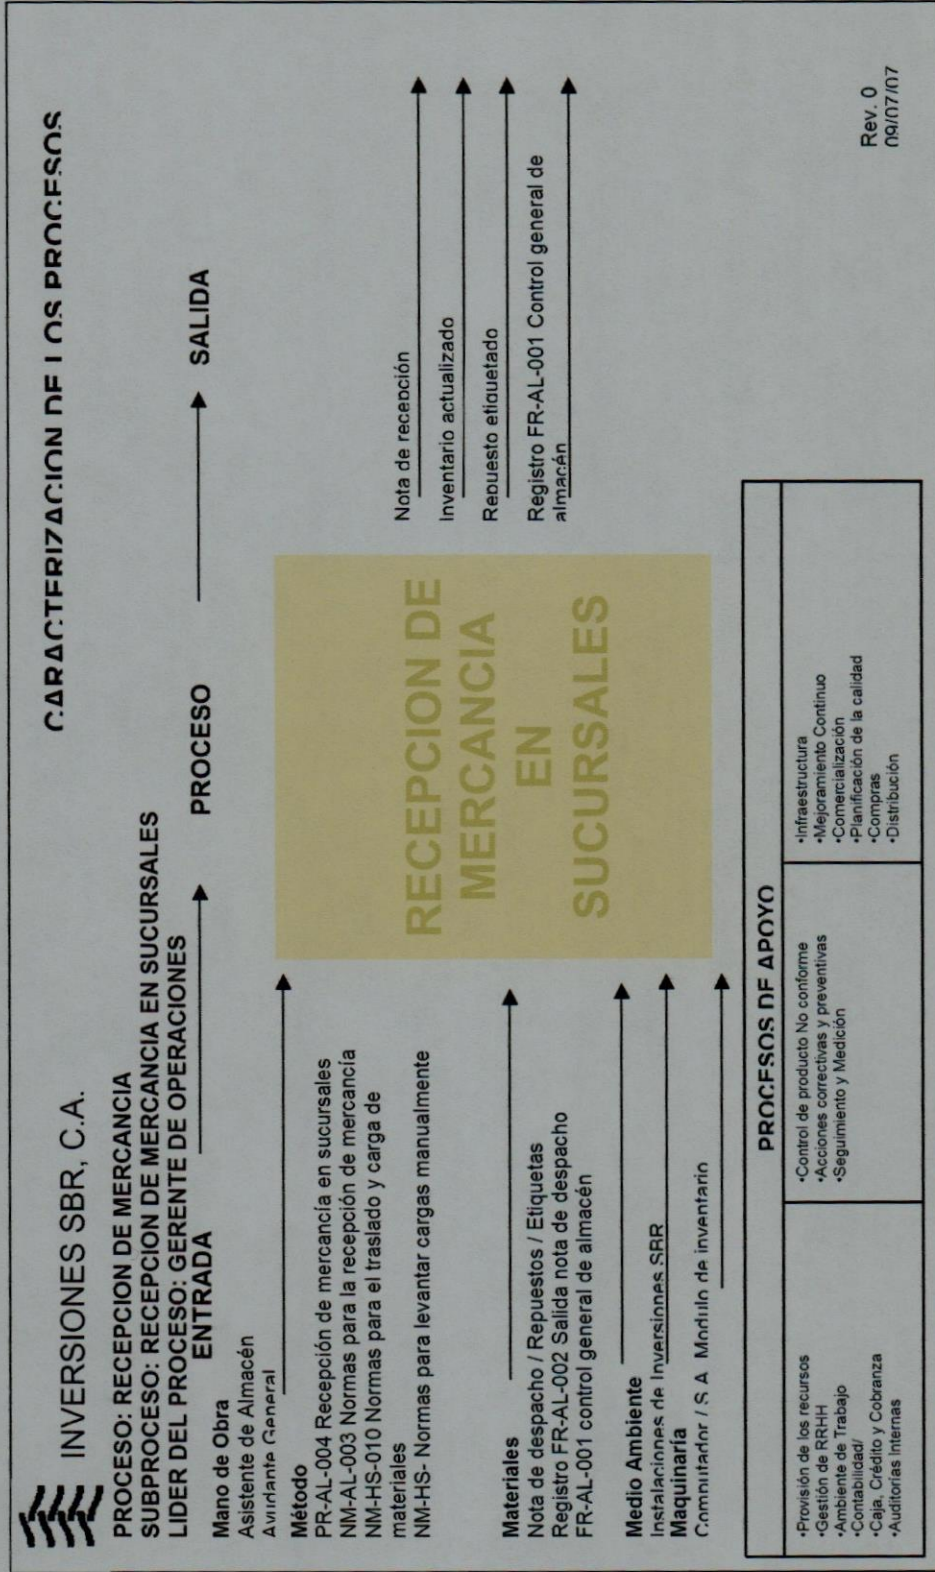 INVERSIONES SBR, C.A.
CARACTERIZACION DE LOS PROCESOS
PROCESO: RECEPCION DE MERCANCIA
SUBPROCESO: RECEPCION DE MERCANCIA EN SUCURSALES
LIDER DEL PROCESO: GERENTE DE OPERACIONES
ENTRADA
PROCESO
SALIDA
Mano de Obra
Asistente de Almacén
Ayudante General
Método
PR-AL-004 Recepción de mercancía en sucursales
NM-AL-003 Normas para la recepción de mercancía
NM-HS-010 Normas para el traslado y carga de
materiales
NM-HS- Normas para levantar cargas manualmente
Materiales
Nota de despacho / Repuestos / Etiquetas
Registro FR-AL-002 Salida nota de despacho
FR-AL-001 control general de almacén
Medio Ambiente
Instalaciones de Inversiones SBR
Maquinaria
Computador / S.A. Modulo de inventario
RECEPCION DE
MERCANCIA
EN
SUCURSALES
Nota de recepción
Inventario actualizado
Repuesto etiquetado
Registro FR-AL-001 Control general de
almacén
PROCESOS DE APOYO
•Provisión de los recursos
•Gestión de RRHH
•Ambiente de Trabajo
•Contabilidad/
•Caja, Crédito y Cobranza
•Auditorias Internas
•Control de producto No conforme
•Acciones correctivas y preventivas
•Seguimiento y Medición
•Infraestructura
•Mejoramiento Continuo
•Comercialización
•Planificación de la calidad
•Compras
•Distribución
Rev. 0
09/07/07